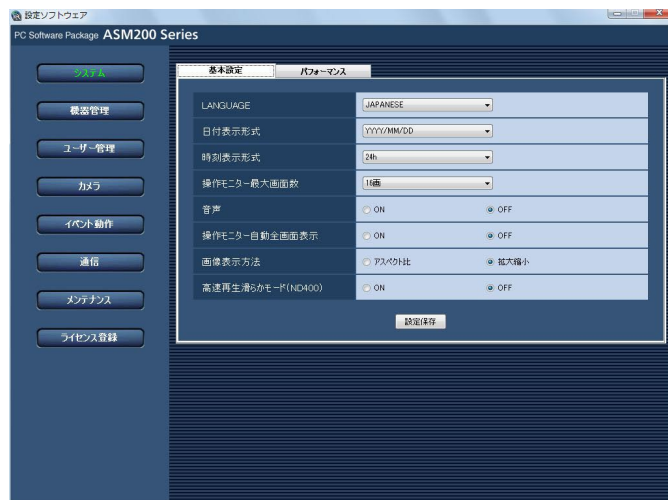 設定ソフトウェア
PC Software Package ASM200 Series
システム
機器管理
ユーザー管理
カメラ
イベント動作
通信
メンテナンス
ライセンス登録
基本設定 パフォーマンス
LANGUAGE JAPANESE
日付表示形式 YYYY/MM/DD
時刻表示形式 24h
操作モニター最大画面数 16画
音声 ON OFF
操作モニター自動全画面表示 ON OFF
画像表示方法 アスペクト比 拡大縮小
高速再生滑らかモード(ND400) ON OFF
設定保存